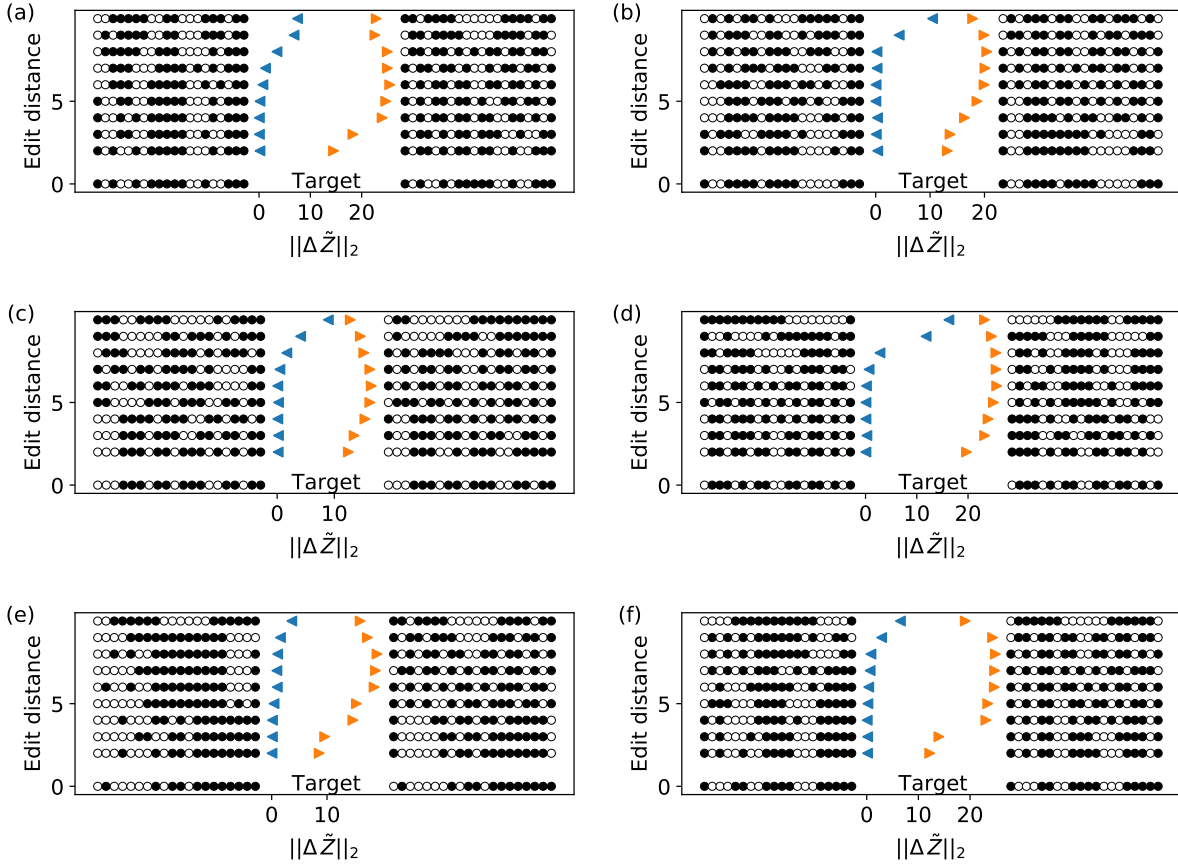 (a)
Edit distance
5
0
Target
0 10 20
||ΔZ̃||₂
(b)
Edit distance
5
0
Target
0 10 20
||ΔZ̃||₂
(c)
Edit distance
5
0
Target
0 10
||ΔZ̃||₂
(d)
Edit distance
5
0
Target
0 10 20
||ΔZ̃||₂
(e)
Edit distance
5
0
Target
0 10
||ΔZ̃||₂
(f)
Edit distance
5
0
Target
0 10 20
||ΔZ̃||₂